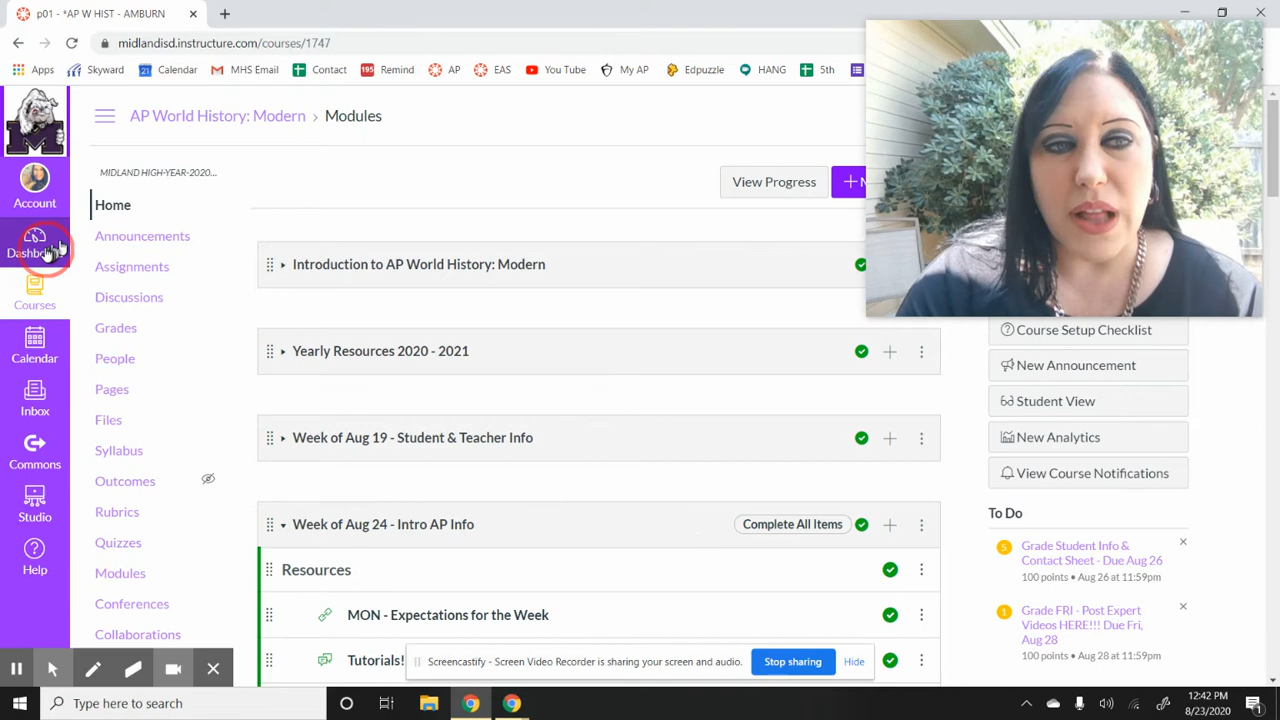 p01 - *AP W HIST - AMBURN
midlandisd.instructure.com/courses/1747
Apps Skyward 21 Calendar MHS Email Contact 195 Remind AP EAS You Tube My AP Edpuzzle HANG 5th
M
Account
Courses
Calendar
Inbox
Commons
Studio
Help
AP World History: Modern › Modules
MIDLAND HIGH-YEAR-2020...
Home
Announcements
Assignments
Discussions
Grades
People
Pages
Files
Syllabus
Outcomes
Rubrics
Quizzes
Modules
Conferences
Collaborations
View Progress
Introduction to AP World History: Modern
Yearly Resources 2020 - 2021
Week of Aug 19 - Student & Teacher Info
Week of Aug 24 - Intro AP Info Complete All Items
Resources
MON - Expectations for the Week
Tutorials!
Course Setup Checklist
New Announcement
Student View
New Analytics
View Course Notifications
To Do
5 Grade Student Info &
Contact Sheet - Due Aug 26
100 points • Aug 26 at 11:59pm
1 Grade FRI - Post Expert
Videos HERE!!! Due Fri,
Aug 28
100 points • Aug 28 at 11:59pm
Screencastify - Screen Video Recorder is sharing your screen and audio. Stop sharing Hide
Type here to search
12:42 PM
8/23/2020
1